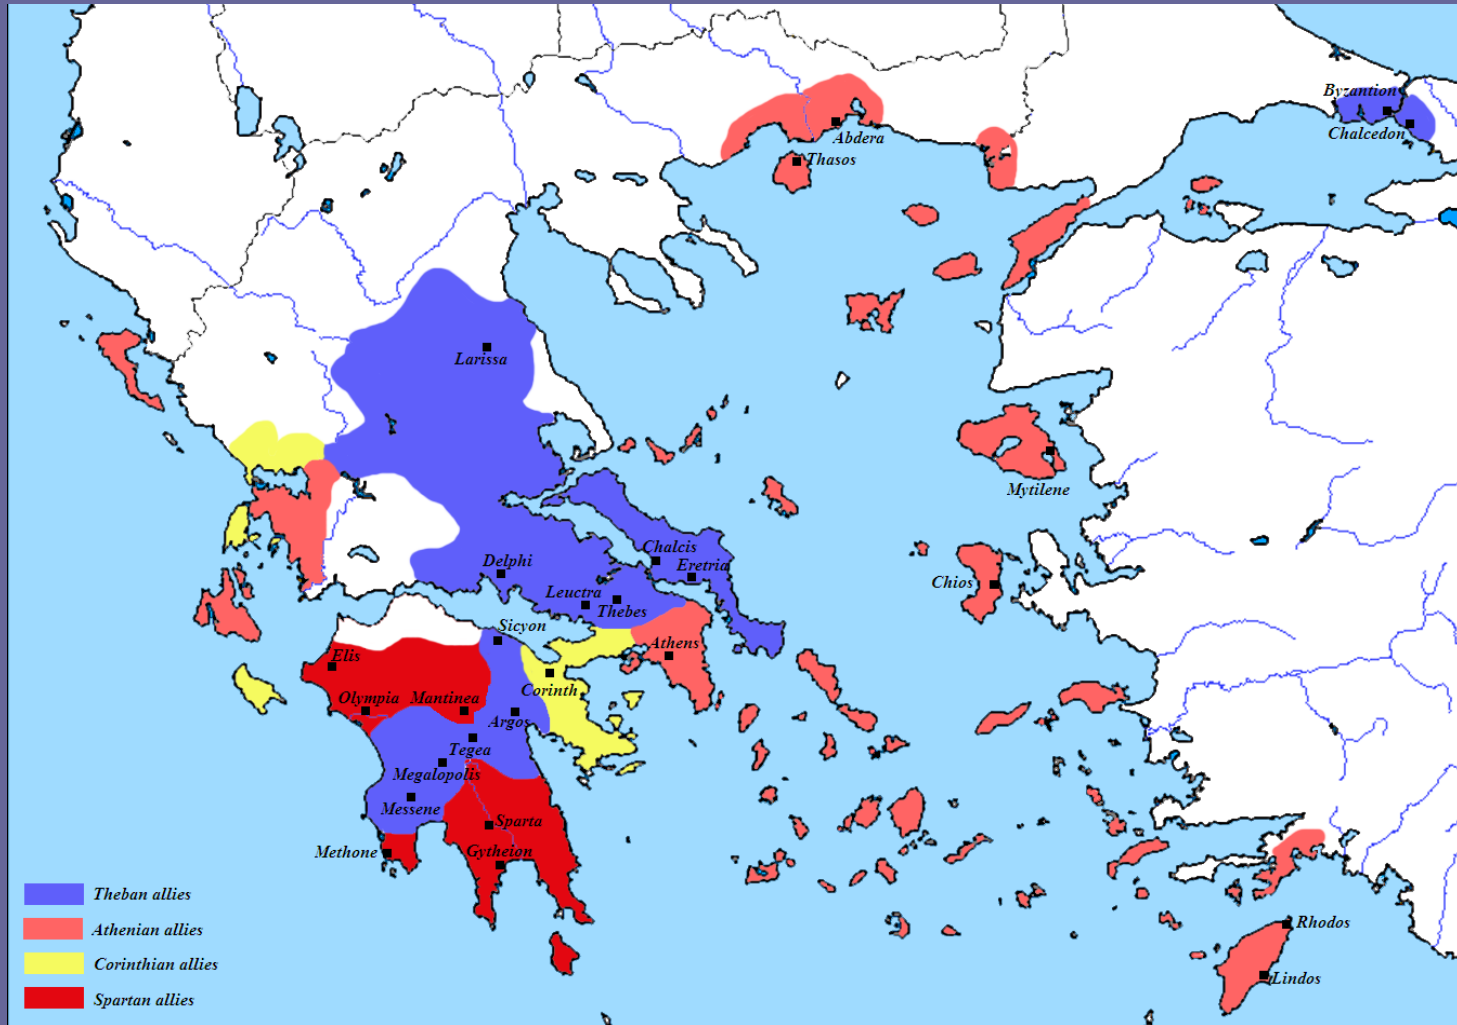 Byzantion
Chalcedon
Abdera
Thasos
Larissa
Mytilene
Chalcis
Delphi
Eretria
Chios
Leuctra
Thebes
Sicyon
Athens
Elis
Corinth
Olympia
Mantinea
Argos
Tegea
Megalopolis
Messene
Sparta
Methone
Gytheion
Theban allies
Rhodos
Athenian allies
Corinthian allies
Lindos
Spartan allies